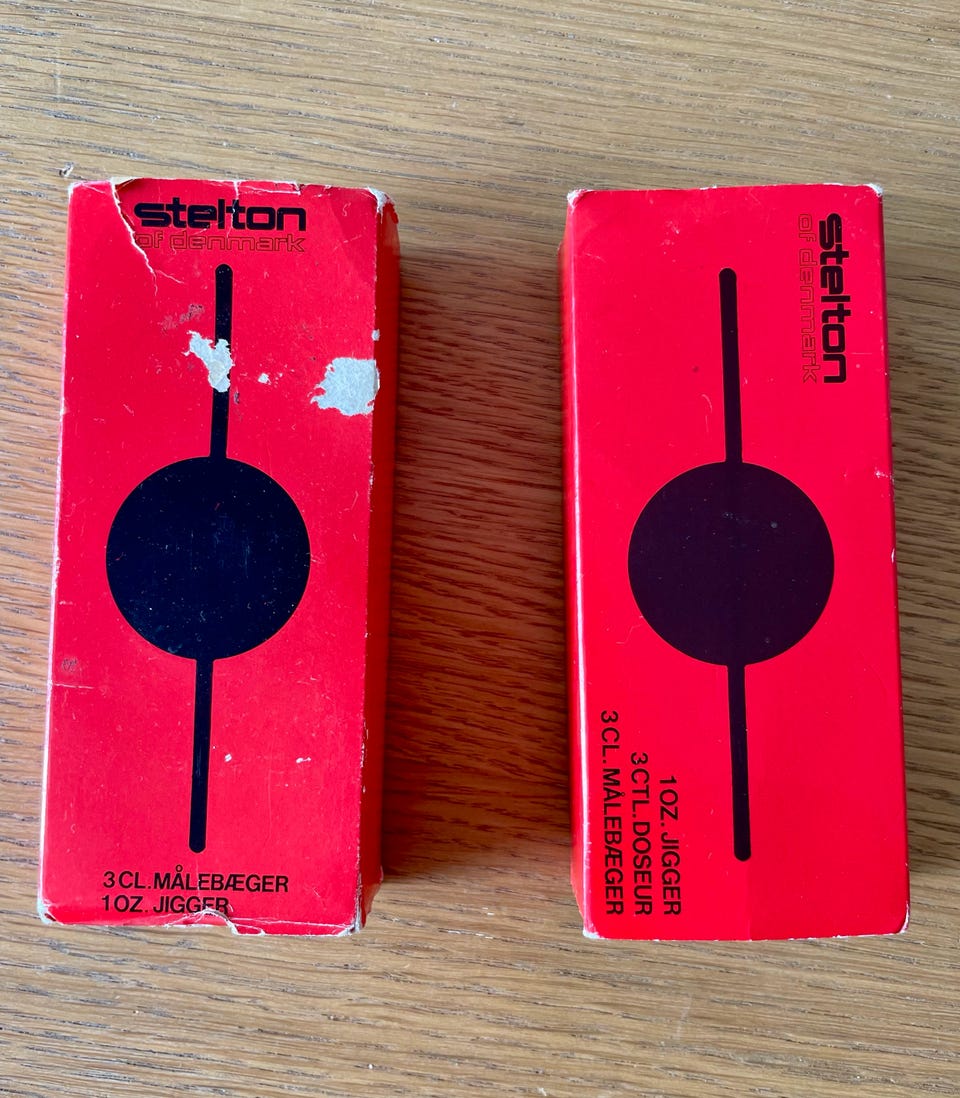 stelton
of denmark
3 CL. MÅLEBÆGER
1 OZ. JIGGER
stelton
of denmark
1 OZ. JIGGER
3 CTL. DOSEUR
3 CL. MÅLEBÆGER